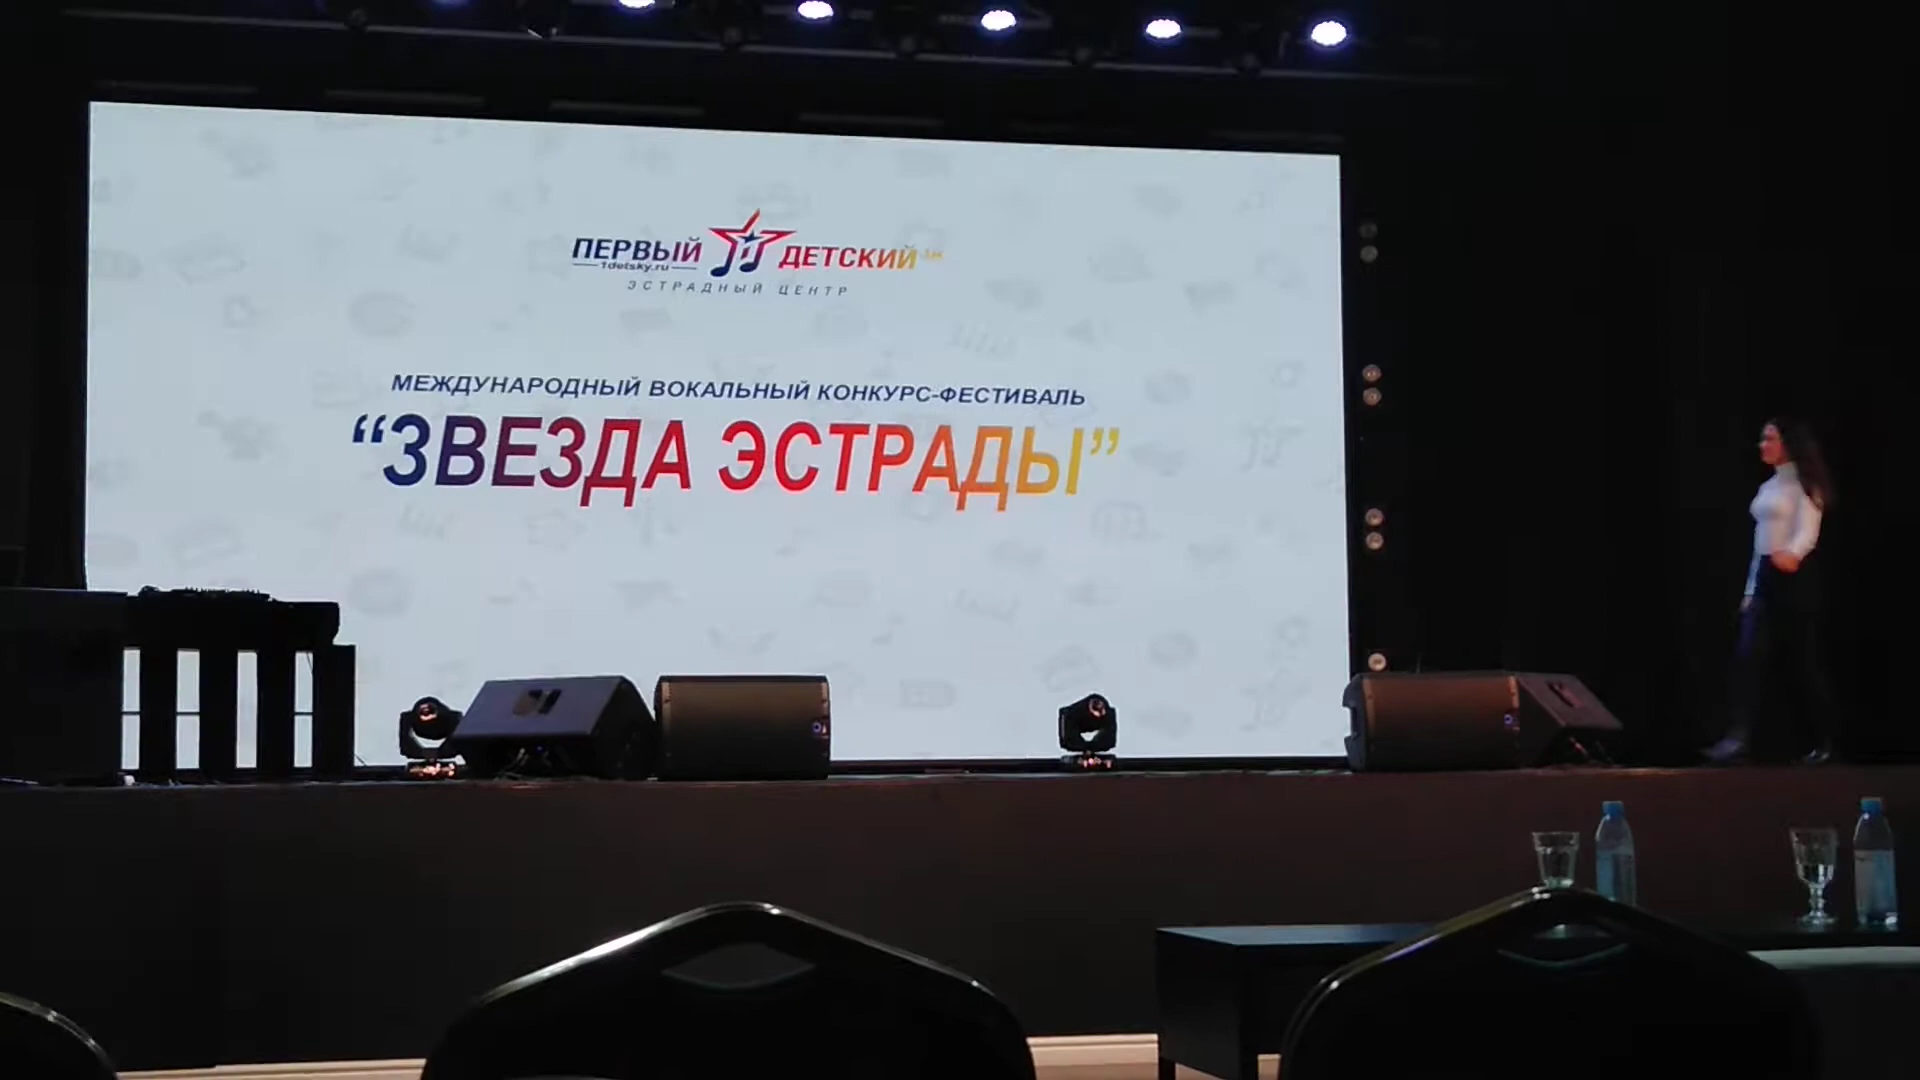 ПЕРВЫЙ ДЕТСКИЙ
1detsky.ru
ЭСТРАДНЫЙ ЦЕНТР
МЕЖДУНАРОДНЫЙ ВОКАЛЬНЫЙ КОНКУРС-ФЕСТИВАЛЬ
“ЗВЕЗДА ЭСТРАДЫ”